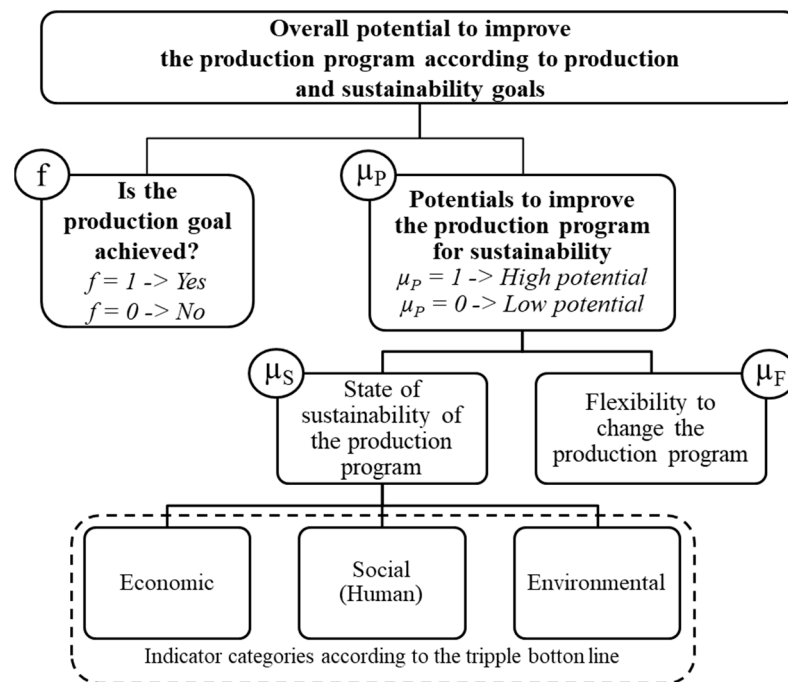 Overall potential to improve
the production program according to production
and sustainability goals
f
Is the
production goal
achieved?
f = 1 -> Yes
f = 0 -> No
μP
Potentials to improve
the production program
for sustainability
μP = 1 -> High potential
μP = 0 -> Low potential
μS
State of
sustainability of
the production
program
μF
Flexibility to
change the
production program
Economic
Social
(Human)
Environmental
Indicator categories according to the tripple botton line